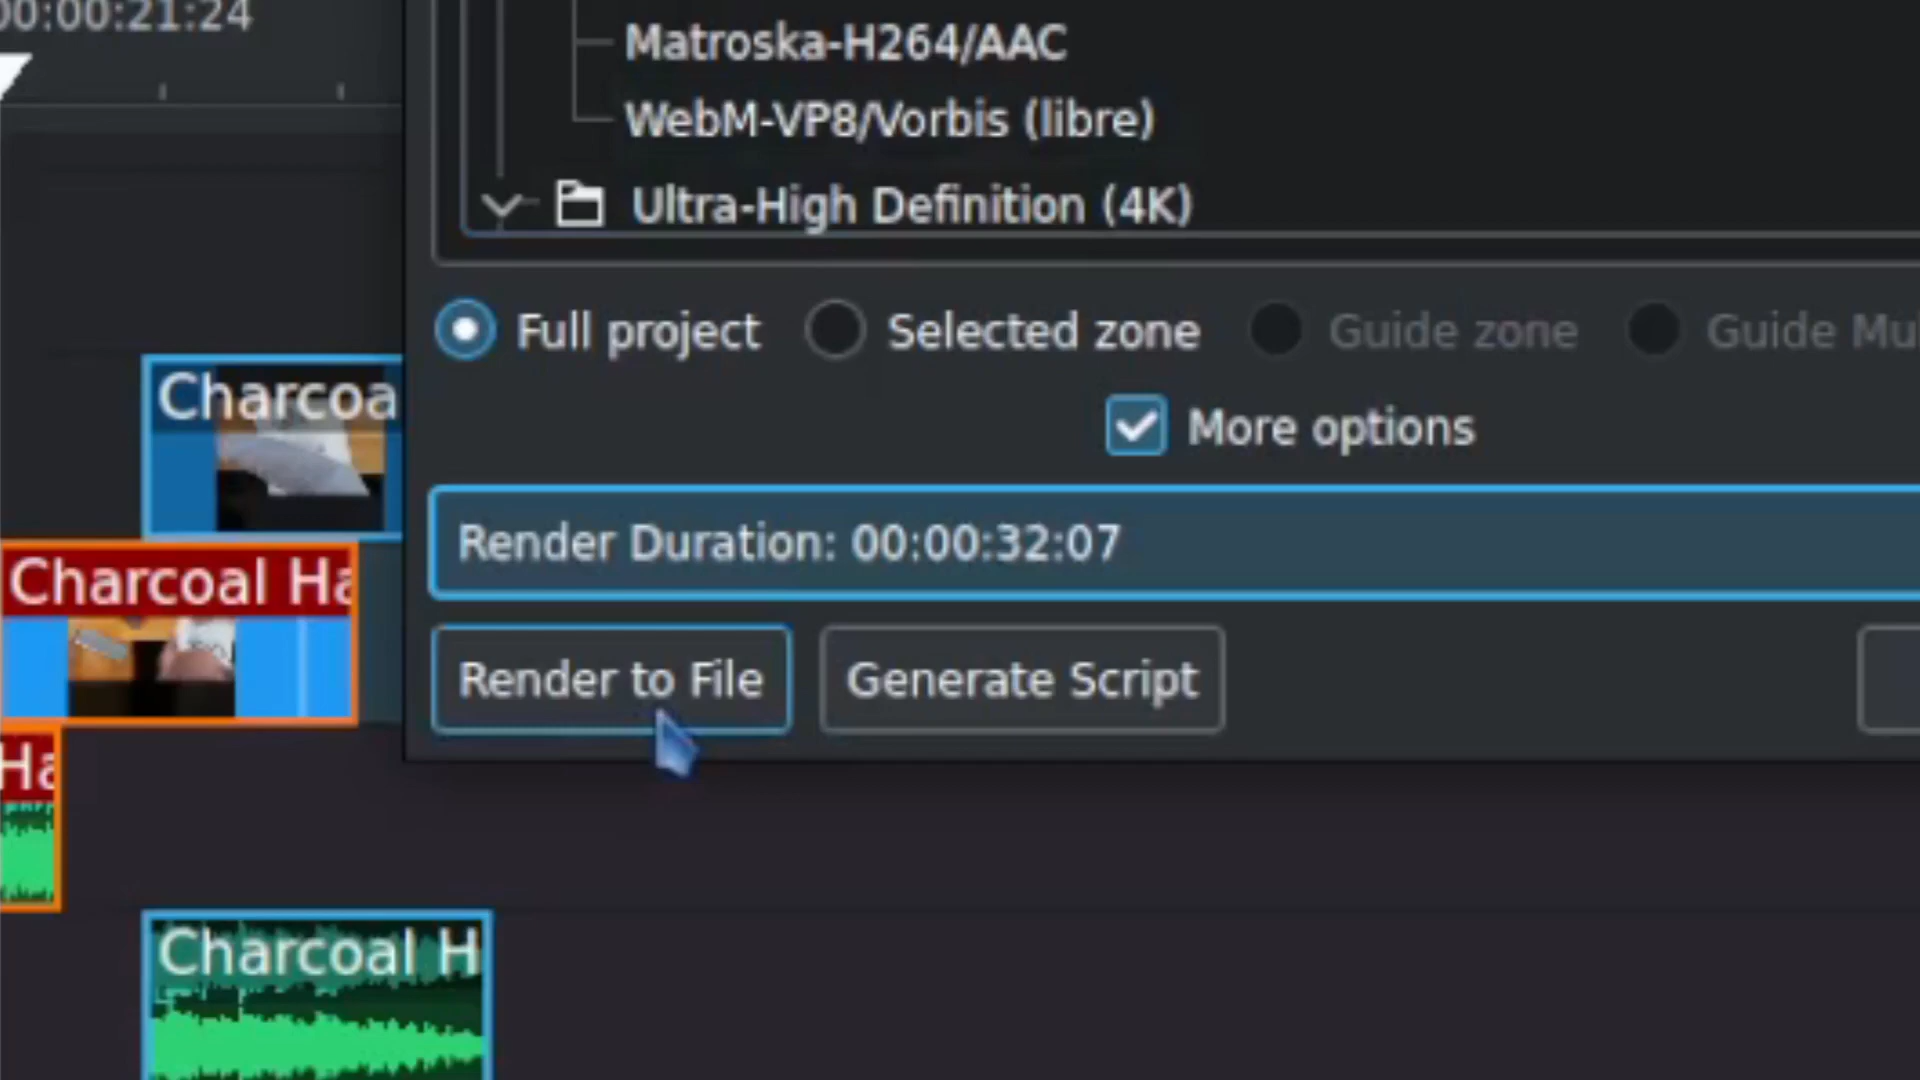 00:00:21:24
Matroska-H264/AAC
WebM-VP8/Vorbis (libre)
Ultra-High Definition (4K)
Full project Selected zone Guide zone Guide Mu
Charcoa
More options
Render Duration: 00:00:32:07
Charcoal Ha
Render to File Generate Script
Ha
Charcoal H